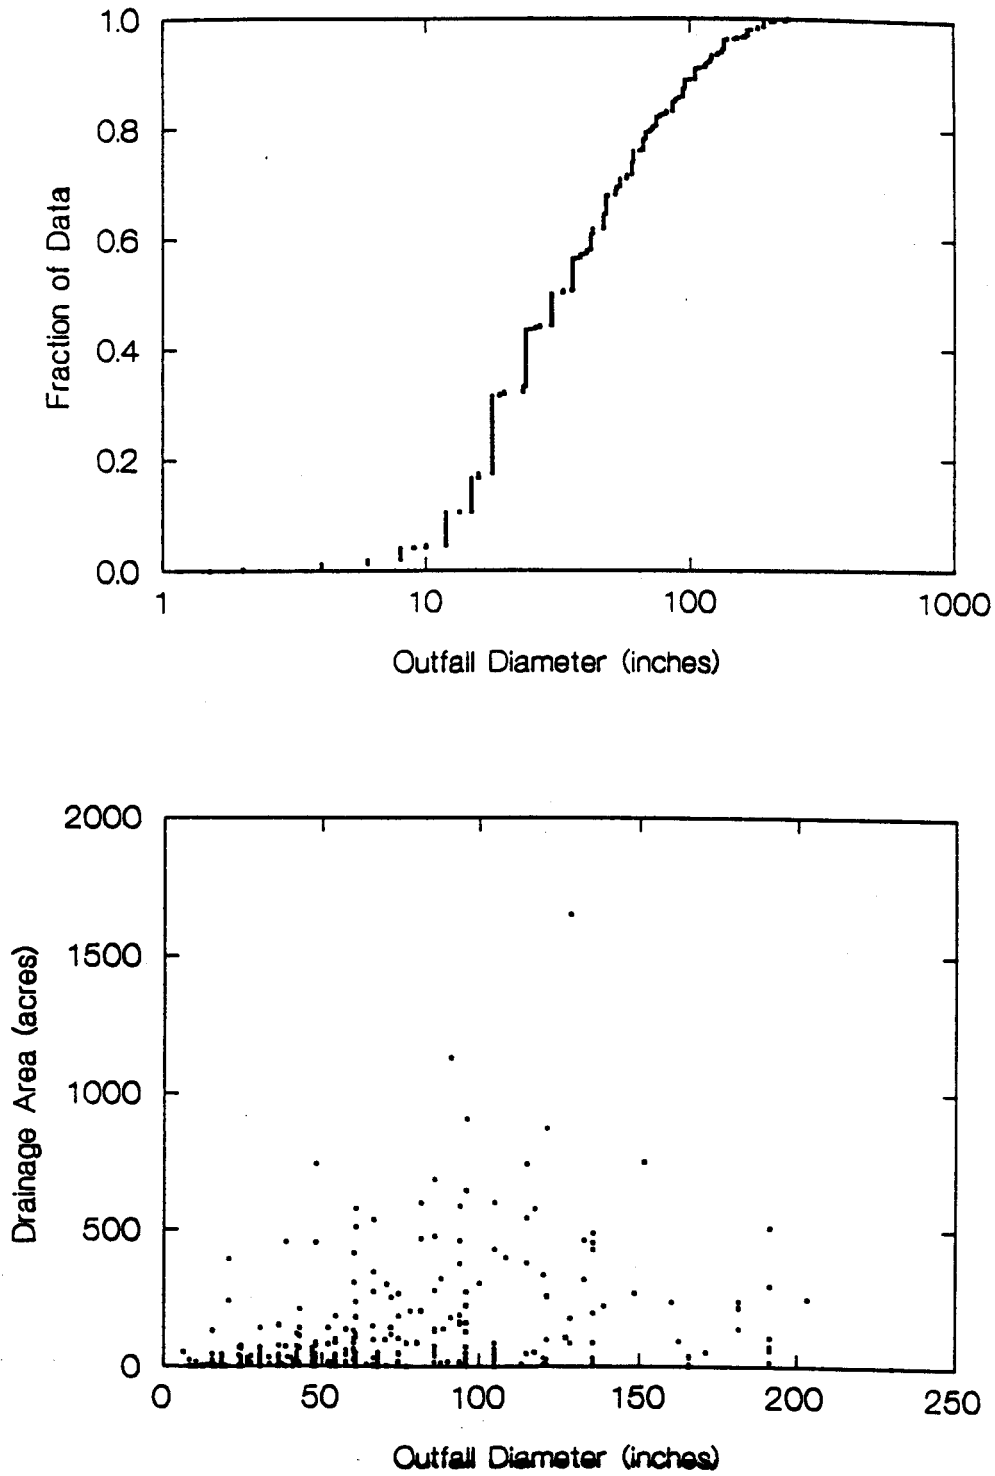 1.0
0.8
0.6
0.4
0.2
0.0
Fraction of Data
1 10 100 1000
Outfall Diameter (inches)
2000
1500
1000
500
0
Drainage Area (acres)
0 50 100 150 200 250
Outfall Diameter (inches)